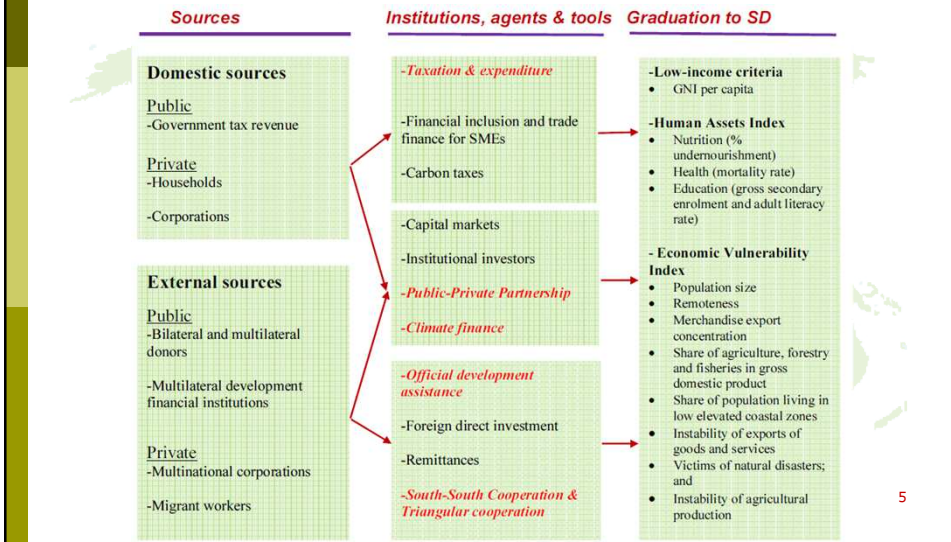 Sources
Institutions, agents & tools
Graduation to SD
Domestic sources
Public
-Government tax revenue
Private
-Households
-Corporations
External sources
Public
-Bilateral and multilateral
donors
-Multilateral development
financial institutions
Private
-Multinational corporations
-Migrant workers
-Taxation & expenditure
-Financial inclusion and trade
finance for SMEs
-Carbon taxes
-Capital markets
-Institutional investors
-Public-Private Partnership
-Climate finance
-Official development
assistance
-Foreign direct investment
-Remittances
-South-South Cooperation &
Triangular cooperation
-Low-income criteria
• GNI per capita
-Human Assets Index
• Nutrition (%
undernourishment)
• Health (mortality rate)
• Education (gross secondary
enrolment and adult literacy
rate)
- Economic Vulnerability
Index
• Population size
• Remoteness
• Merchandise export
concentration
• Share of agriculture, forestry
and fisheries in gross
domestic product
• Share of population living in
low elevated coastal zones
• Instability of exports of
goods and services
• Victims of natural disasters;
and
• Instability of agricultural
production
5